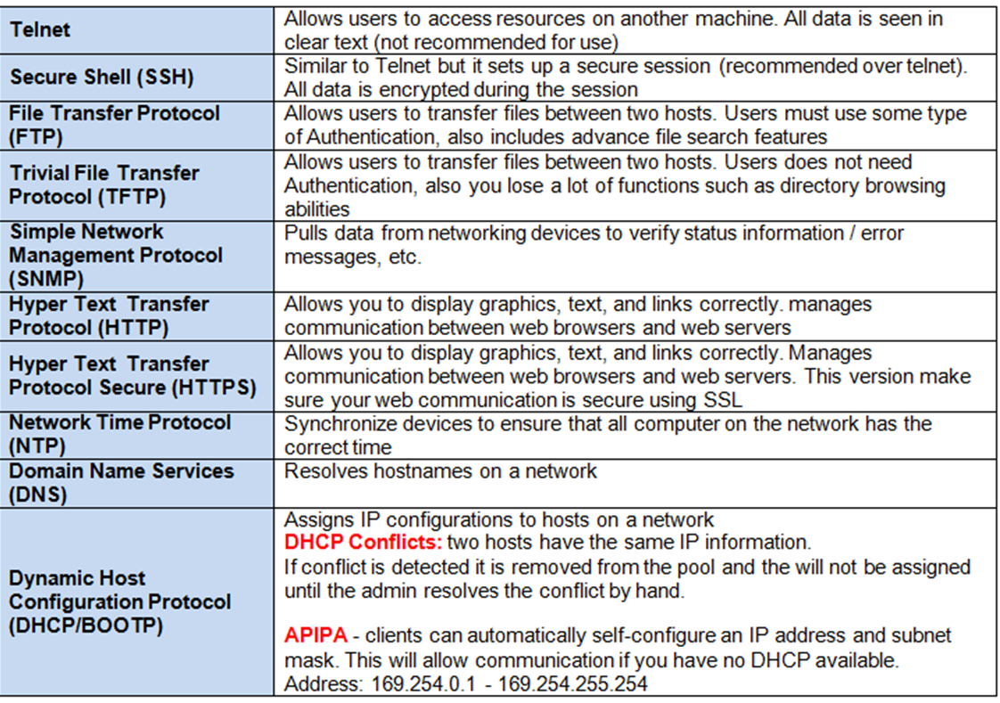 Telnet
Allows users to access resources on another machine. All data is seen in
clear text (not recommended for use)
Secure Shell (SSH)
Similar to Telnet but it sets up a secure session (recommended over telnet).
All data is encrypted during the session
File Transfer Protocol
(FTP)
Allows users to transfer files between two hosts. Users must use some type
of Authentication, also includes advance file search features
Trivial File Transfer
Protocol (TFTP)
Allows users to transfer files between two hosts. Users does not need
Authentication, also you lose a lot of functions such as directory browsing
abilities
Simple Network
Management Protocol
(SNMP)
Pulls data from networking devices to verify status information / error
messages, etc.
Hyper Text Transfer
Protocol (HTTP)
Allows you to display graphics, text, and links correctly. manages
communication between web browsers and web servers
Hyper Text Transfer
Protocol Secure (HTTPS)
Allows you to display graphics, text, and links correctly. Manages
communication between web browsers and web servers. This version make
sure your web communication is secure using SSL
Network Time Protocol
(NTP)
Synchronize devices to ensure that all computer on the network has the
correct time
Domain Name Services
(DNS)
Resolves hostnames on a network
Dynamic Host
Configuration Protocol
(DHCP/BOOTP)
Assigns IP configurations to hosts on a network
DHCP Conflicts: two hosts have the same IP information.
If conflict is detected it is removed from the pool and the will not be assigned
until the admin resolves the conflict by hand.
APIPA - clients can automatically self-configure an IP address and subnet
mask. This will allow communication if you have no DHCP available.
Address: 169.254.0.1 - 169.254.255.254